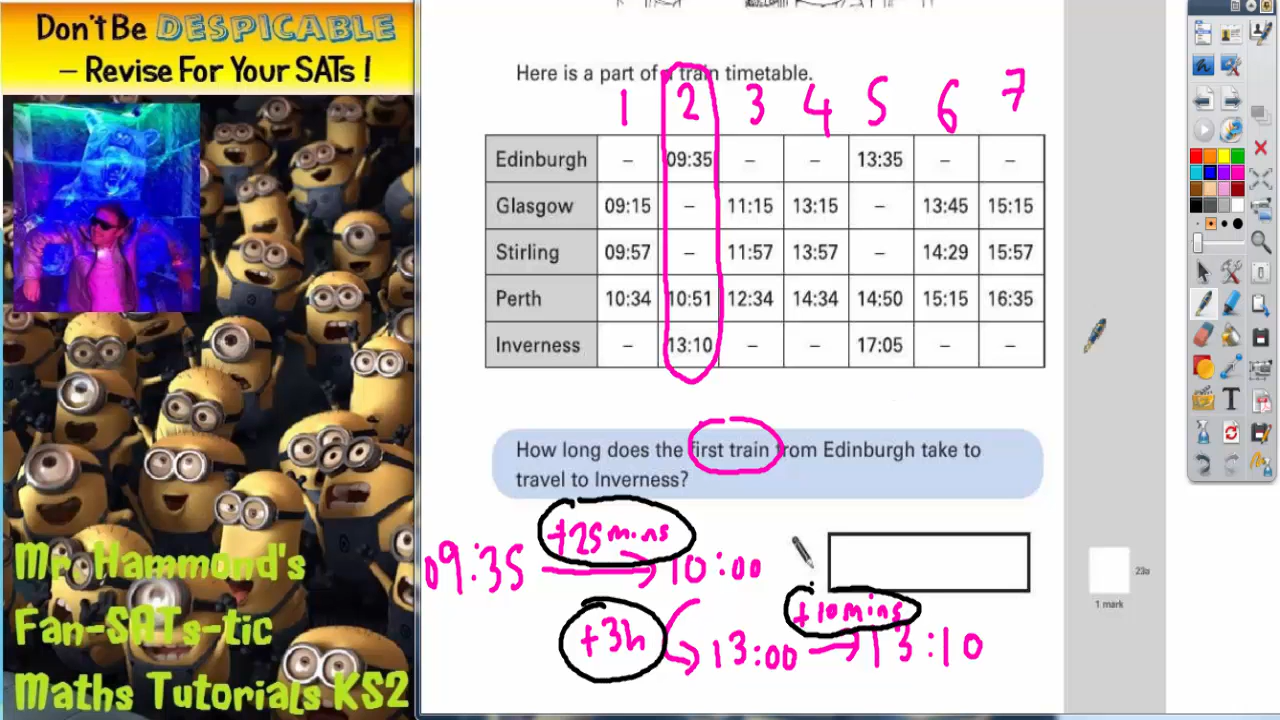 Don't Be DESPICABLE
– Revise For Your SATs !
Mr. Hammond's
Fan-SATs-tic
Maths Tutorials KS2
Here is a part of a train timetable.
1 2 3 4 5 6 7
Edinburgh – 09:35 – – 13:35 – –
Glasgow 09:15 – 11:15 13:15 – 13:45 15:15
Stirling 09:57 – 11:57 13:57 – 14:29 15:57
Perth 10:34 10:51 12:34 14:34 14:50 15:15 16:35
Inverness – 13:10 – – 17:05 – –
How long does the first train from Edinburgh take to
travel to Inverness?
+25mins
09:35 10:00
+10mins
+3h 13:00 13:10
23a
1 mark